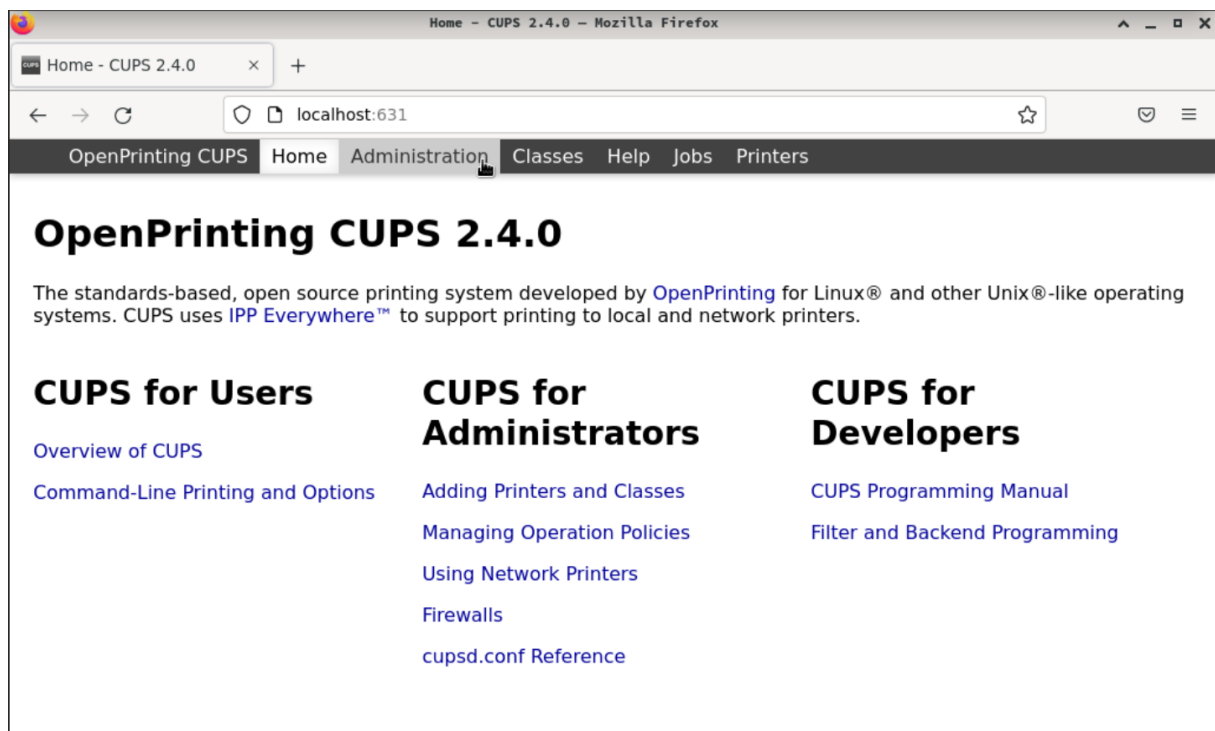 Home – CUPS 2.4.0 — Mozilla Firefox
CUPS Home - CUPS 2.4.0
localhost:631
OpenPrinting CUPS Home Administration Classes Help Jobs Printers
OpenPrinting CUPS 2.4.0
The standards-based, open source printing system developed by OpenPrinting for Linux® and other Unix®-like operating
systems. CUPS uses IPP Everywhere™ to support printing to local and network printers.
CUPS for Users
Overview of CUPS
Command-Line Printing and Options
CUPS for
Administrators
Adding Printers and Classes
Managing Operation Policies
Using Network Printers
Firewalls
cupsd.conf Reference
CUPS for
Developers
CUPS Programming Manual
Filter and Backend Programming